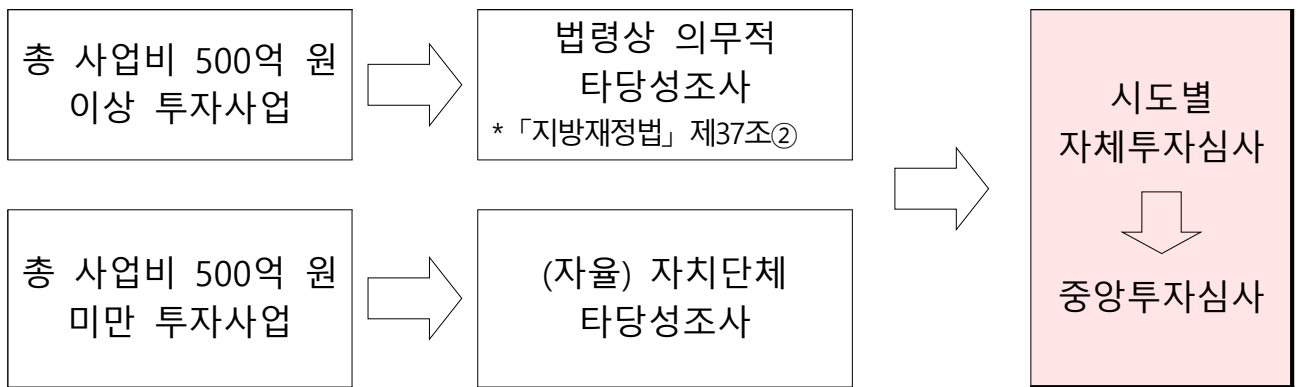 총 사업비 500억 원
이상 투자사업
법령상 의무적
타당성조사
*「지방재정법」제37조②
총 사업비 500억 원
미만 투자사업
(자율) 자치단체
타당성조사
시도별
자체투자심사
중앙투자심사